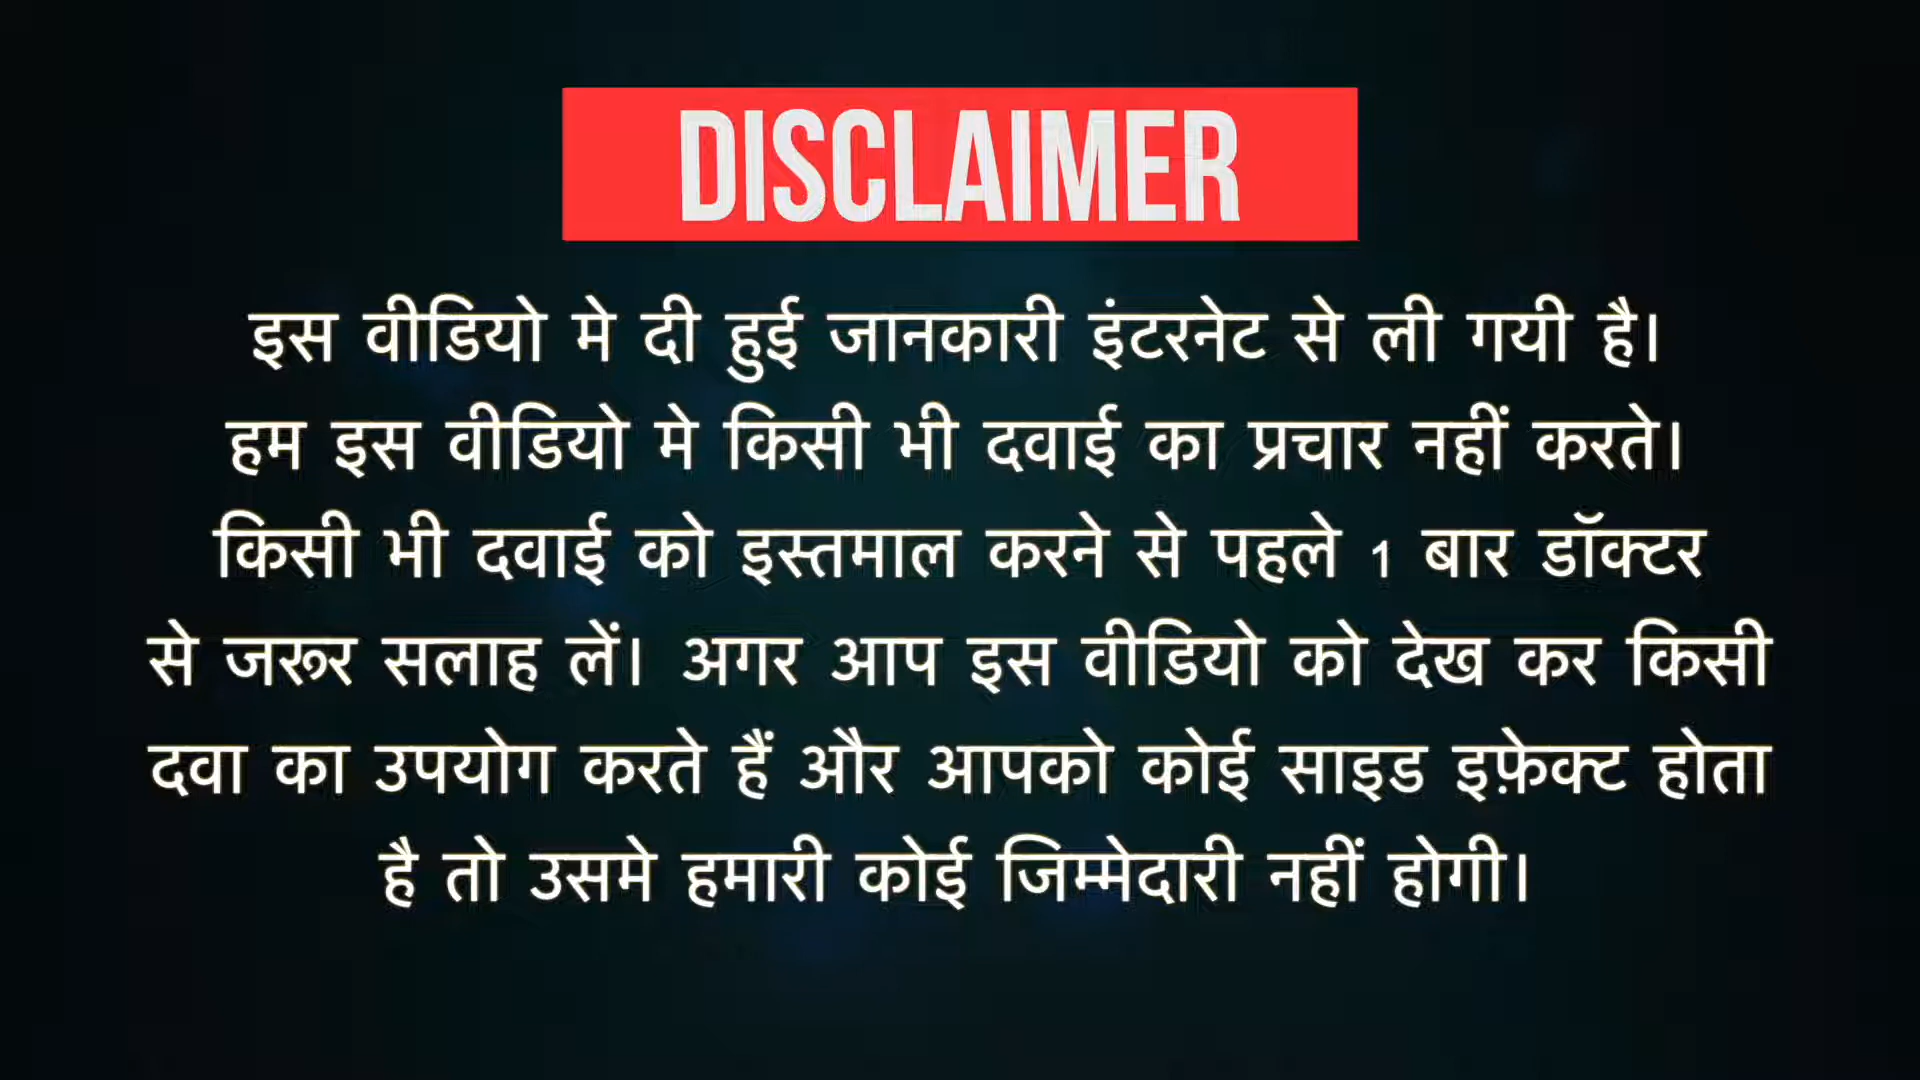 DISCLAIMER
इस वीडियो मे दी हुई जानकारी इंटरनेट से ली गयी है।
हम इस वीडियो मे किसी भी दवाई का प्रचार नहीं करते।
किसी भी दवाई को इस्तमाल करने से पहले 1 बार डॉक्टर
से जरूर सलाह लें। अगर आप इस वीडियो को देख कर किसी
दवा का उपयोग करते हैं और आपको कोई साइड इफ़ेक्ट होता
है तो उसमे हमारी कोई जिम्मेदारी नहीं होगी।